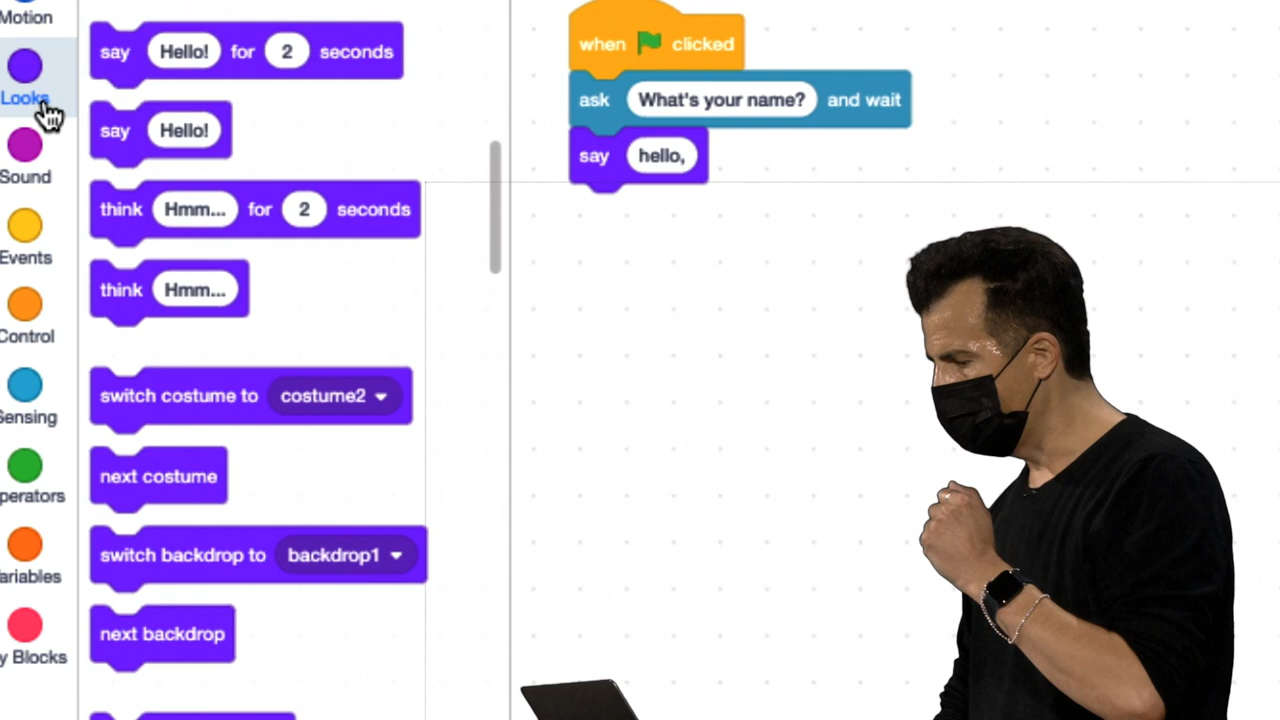 Motion
Looks
Sound
Events
Control
Sensing
perators
ariables
y Blocks
say Hello! for 2 seconds
say Hello!
think Hmm... for 2 seconds
think Hmm...
switch costume to costume2
next costume
switch backdrop to backdrop1
next backdrop
when clicked
ask What's your name? and wait
say hello,